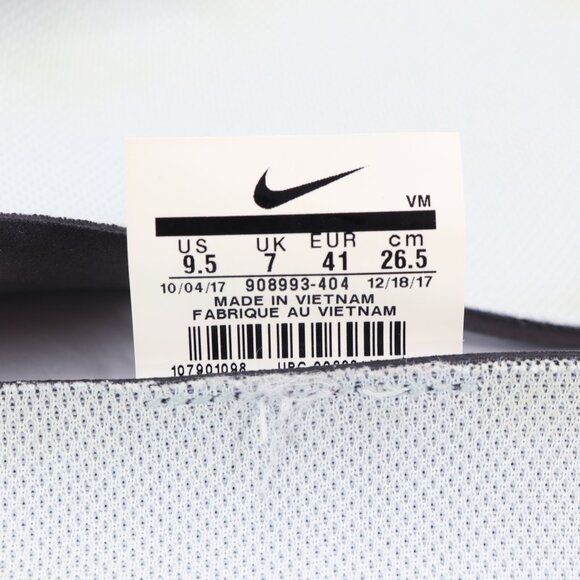 VM
US UK EUR cm
9.5 7 41 26.5
10/04/17 908993-404 12/18/17
MADE IN VIETNAM
FABRIQUE AU VIETNAM
107901098